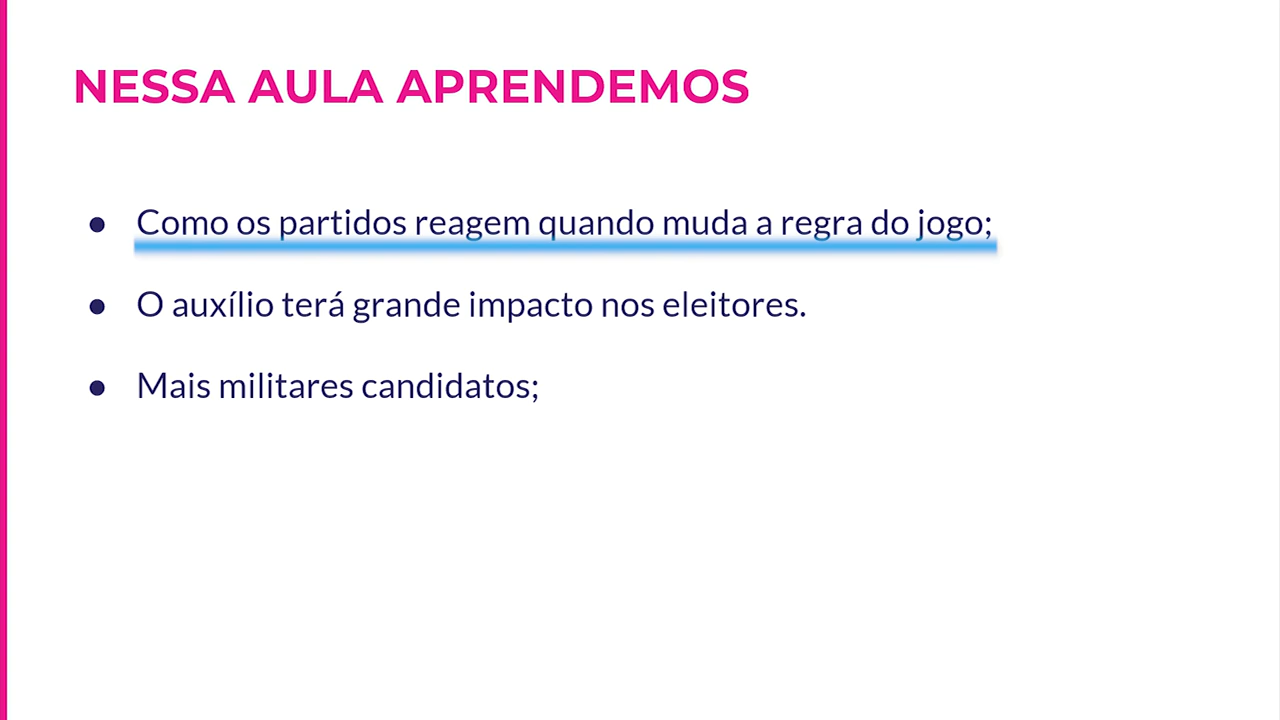 NESSA AULA APRENDEMOS
● Como os partidos reagem quando muda a regra do jogo;
● O auxílio terá grande impacto nos eleitores.
● Mais militares candidatos;